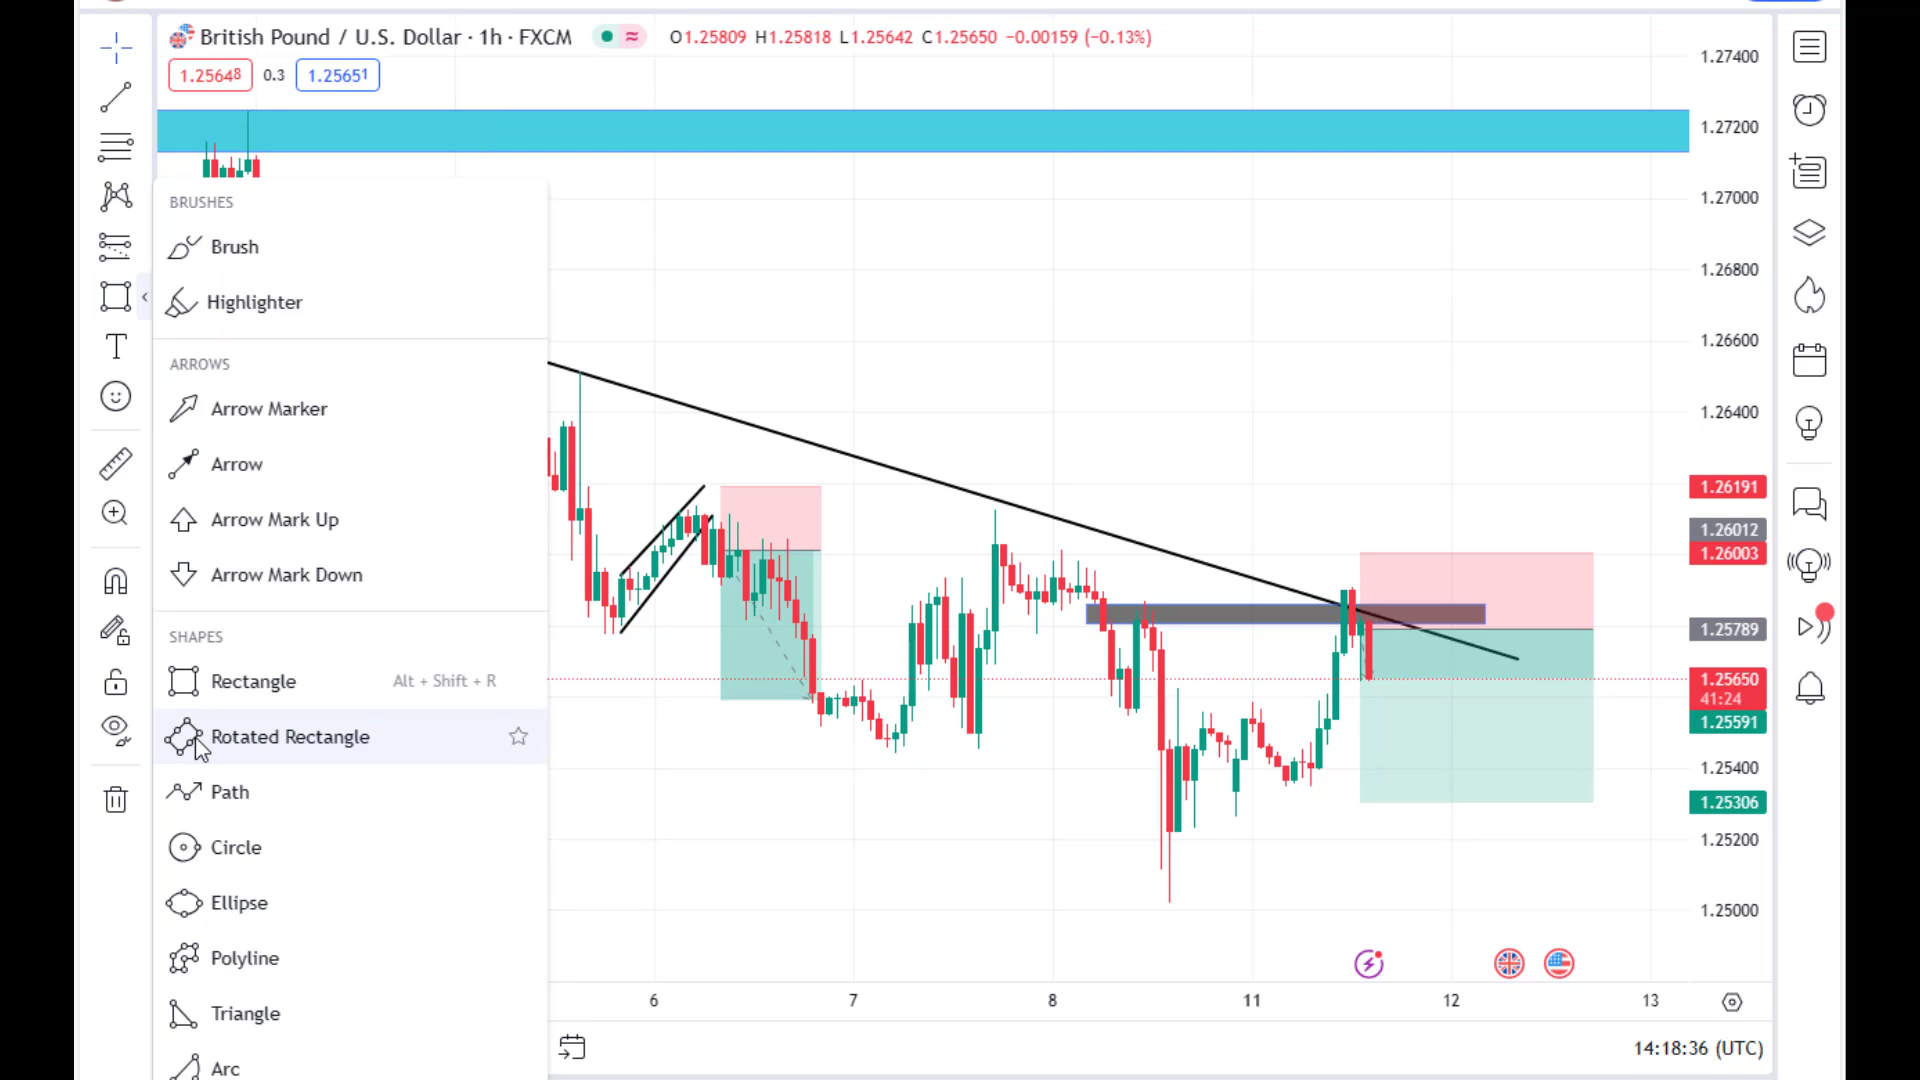 British Pound / U.S. Dollar · 1h · FXCM O1.25809 H1.25818 L1.25642 C1.25650 −0.00159 (−0.13%)
1.25648 0.3 1.25651
BRUSHES
Brush
Highlighter
ARROWS
Arrow Marker
Arrow
Arrow Mark Up
Arrow Mark Down
SHAPES
Rectangle Alt + Shift + R
Rotated Rectangle
Path
Circle
Ellipse
Polyline
Triangle
Arc
1.27400
1.27200
1.27000
1.26800
1.26600
1.26400
1.26191
1.26012
1.26003
1.25789
1.25650
41:24
1.25591
1.25400
1.25306
1.25200
1.25000
6 7 8 11 12 13
14:18:36 (UTC)